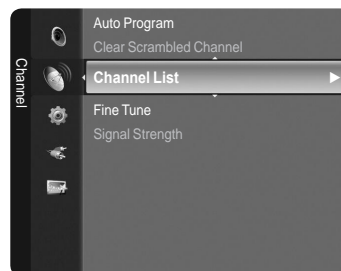 Channel
Auto Program
Clear Scrambled Channel
Channel List
Fine Tune
Signal Strength